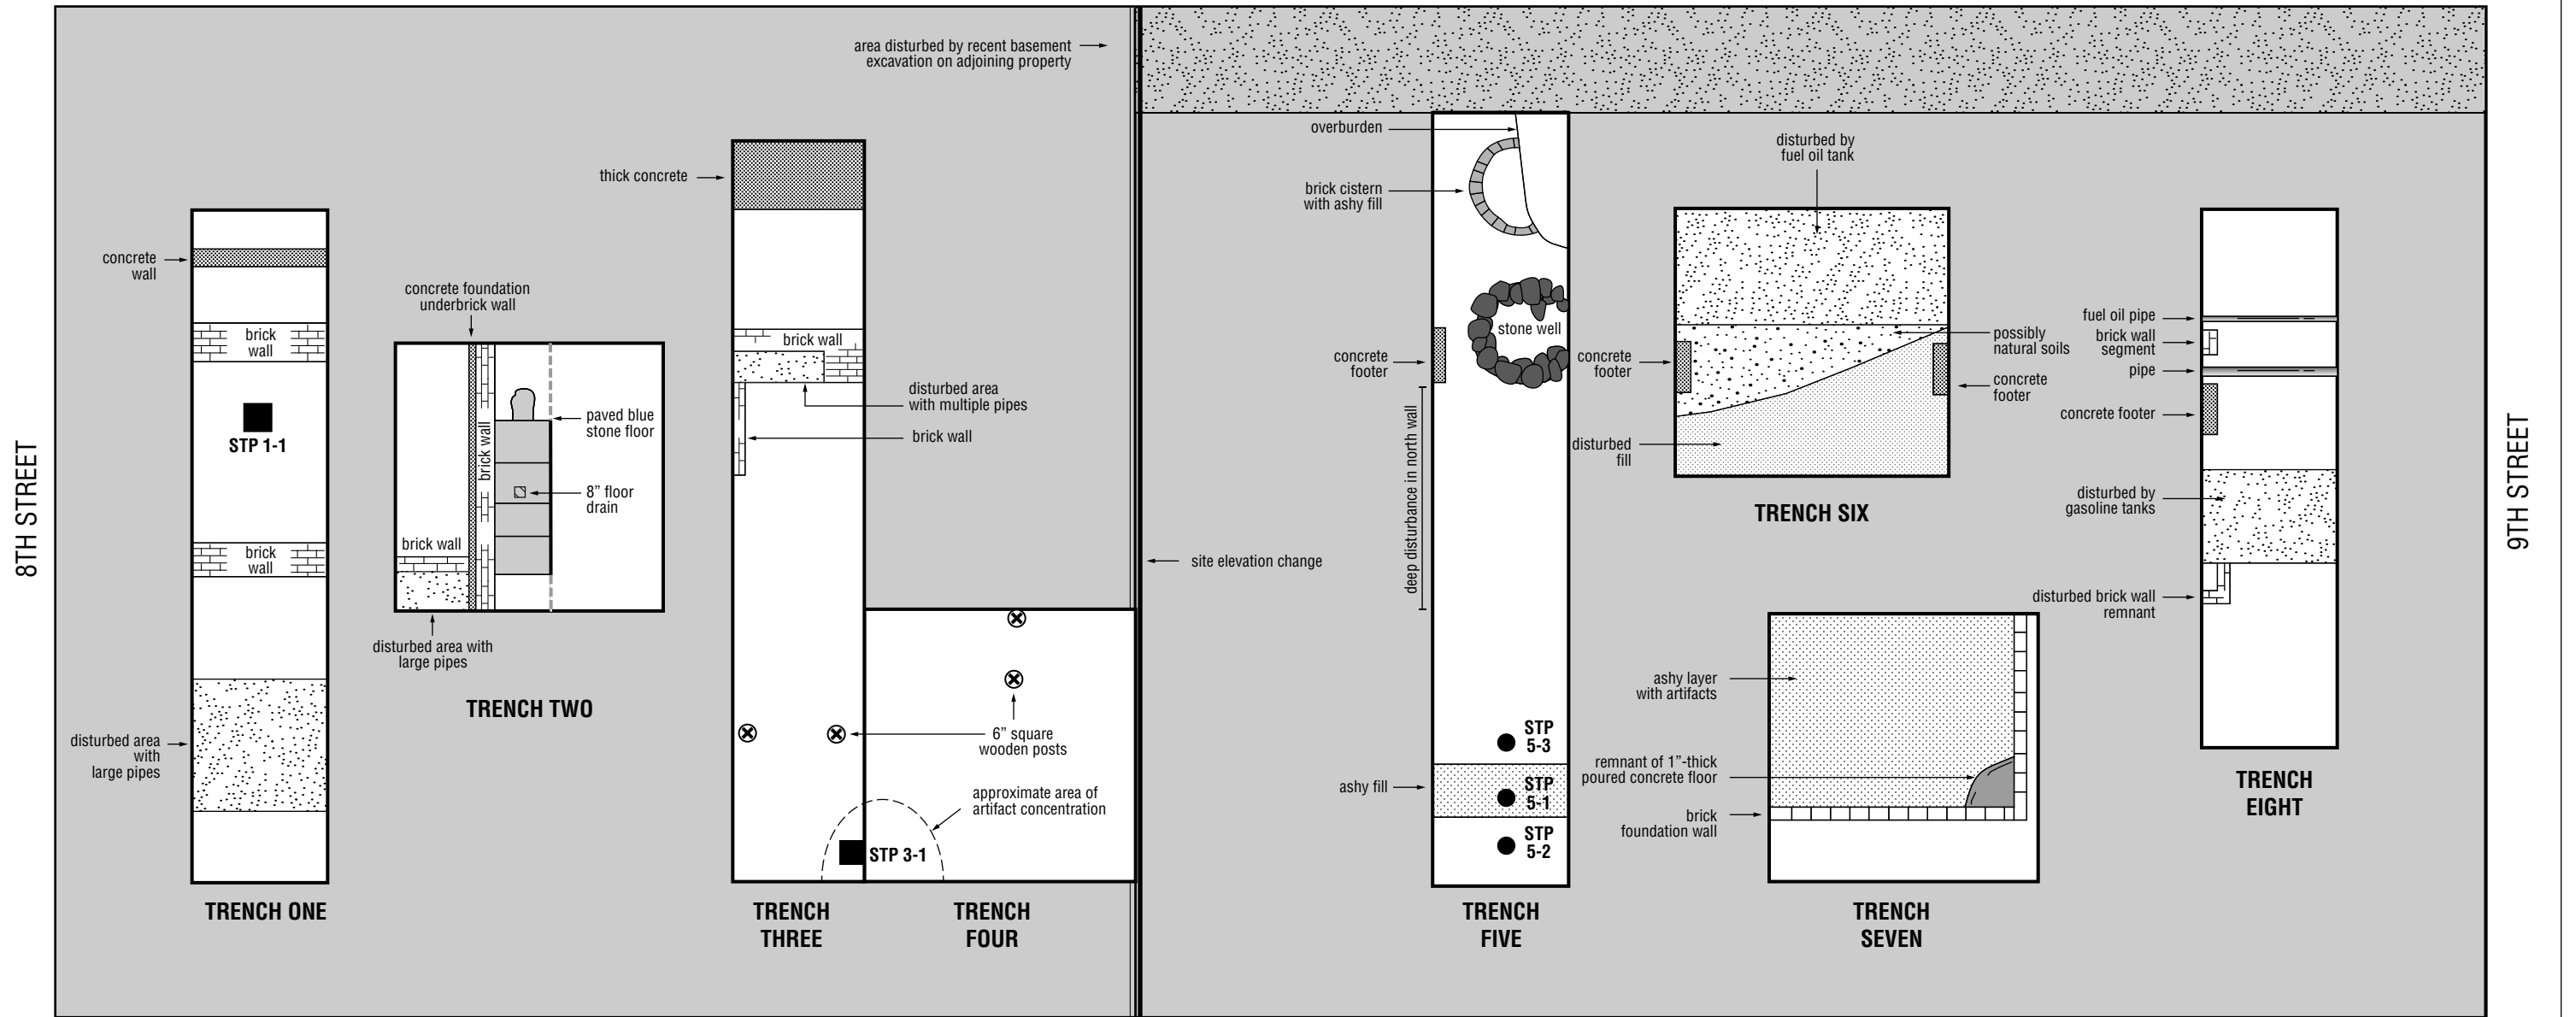 8TH STREET
area disturbed by recent basement
excavation on adjoining property
concrete
wall
brick
wall
STP 1-1
brick
wall
disturbed area
with
large pipes
TRENCH ONE
concrete foundation
underbrick wall
brick wall
paved blue
stone floor
8” floor
drain
brick wall
disturbed area with
large pipes
TRENCH TWO
thick concrete
brick wall
disturbed area
with multiple pipes
brick wall
6” square
wooden posts
approximate area of
artifact concentration
STP 3-1
TRENCH
THREE
TRENCH
FOUR
site elevation change
overburden
brick cistern
with ashy fill
stone well
concrete
footer
deep disturbance in north wall
STP
5-3
ashy fill
STP
5-1
STP
5-2
TRENCH
FIVE
disturbed by
fuel oil tank
concrete
footer
possibly
natural soils
concrete
footer
disturbed
fill
TRENCH SIX
ashy layer
with artifacts
remnant of 1”-thick
poured concrete floor
brick
foundation wall
TRENCH
SEVEN
fuel oil pipe
brick wall
segment
pipe
concrete footer
disturbed by
gasoline tanks
disturbed brick wall
remnant
TRENCH
EIGHT
9TH STREET